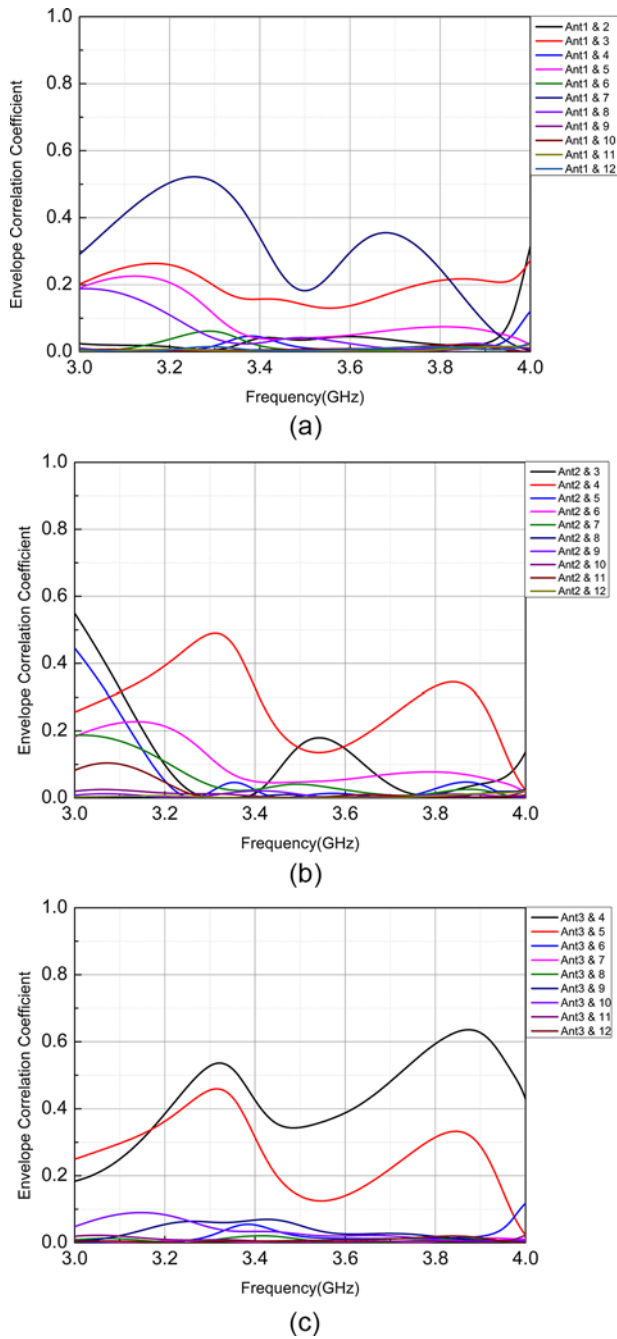 1.0
0.8
0.6
0.4
0.2
0.0
Envelope Correlation Coefficient
3.0 3.2 3.4 3.6 3.8 4.0
Frequency(GHz)
Ant1 & 2
Ant1 & 3
Ant1 & 4
Ant1 & 5
Ant1 & 6
Ant1 & 7
Ant1 & 8
Ant1 & 9
Ant1 & 10
Ant1 & 11
Ant1 & 12
(a)
1.0
0.8
0.6
0.4
0.2
0.0
Envelope Correlation Coefficient
3.0 3.2 3.4 3.6 3.8 4.0
Frequency(GHz)
Ant2 & 3
Ant2 & 4
Ant2 & 5
Ant2 & 6
Ant2 & 7
Ant2 & 8
Ant2 & 9
Ant2 & 10
Ant2 & 11
Ant2 & 12
(b)
1.0
0.8
0.6
0.4
0.2
0.0
Envelope Correlation Coefficient
3.0 3.2 3.4 3.6 3.8 4.0
Frequency(GHz)
Ant3 & 4
Ant3 & 5
Ant3 & 6
Ant3 & 7
Ant3 & 8
Ant3 & 9
Ant3 & 10
Ant3 & 11
Ant3 & 12
(c)